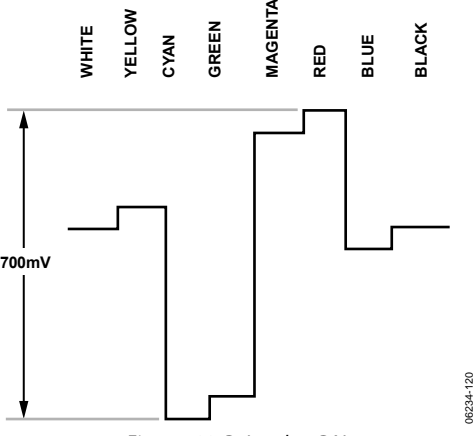 WHITE
YELLOW
CYAN
GREEN
MAGENTA
RED
BLUE
BLACK
700mV
06234-120